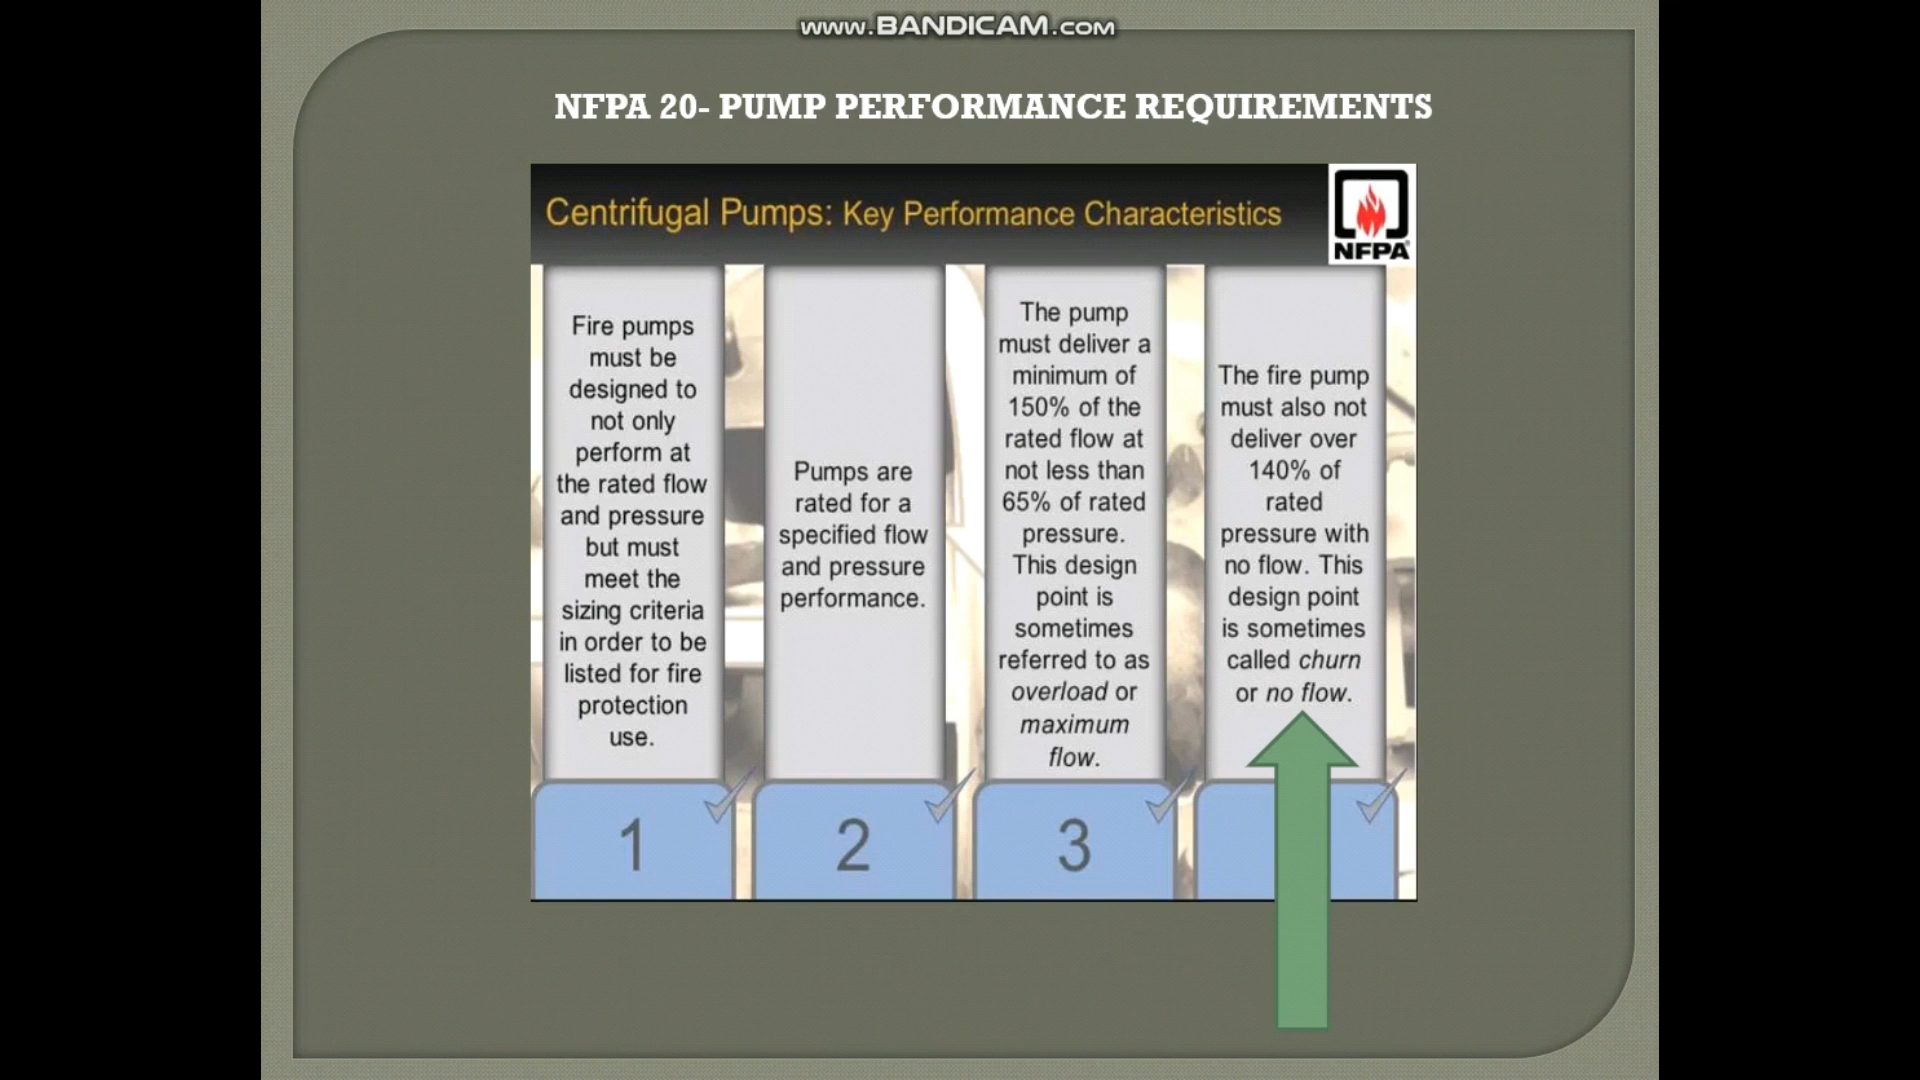 www.BANDICAM.com
NFPA 20- PUMP PERFORMANCE REQUIREMENTS
Centrifugal Pumps: Key Performance Characteristics
NFPA®
Fire pumps
must be
designed to
not only
perform at
the rated flow
and pressure
but must
meet the
sizing criteria
in order to be
listed for fire
protection
use.
1
Pumps are
rated for a
specified flow
and pressure
performance.
2
The pump
must deliver a
minimum of
150% of the
rated flow at
not less than
65% of rated
pressure.
This design
point is
sometimes
referred to as
overload or
maximum
flow.
3
The fire pump
must also not
deliver over
140% of
rated
pressure with
no flow. This
design point
is sometimes
called churn
or no flow.